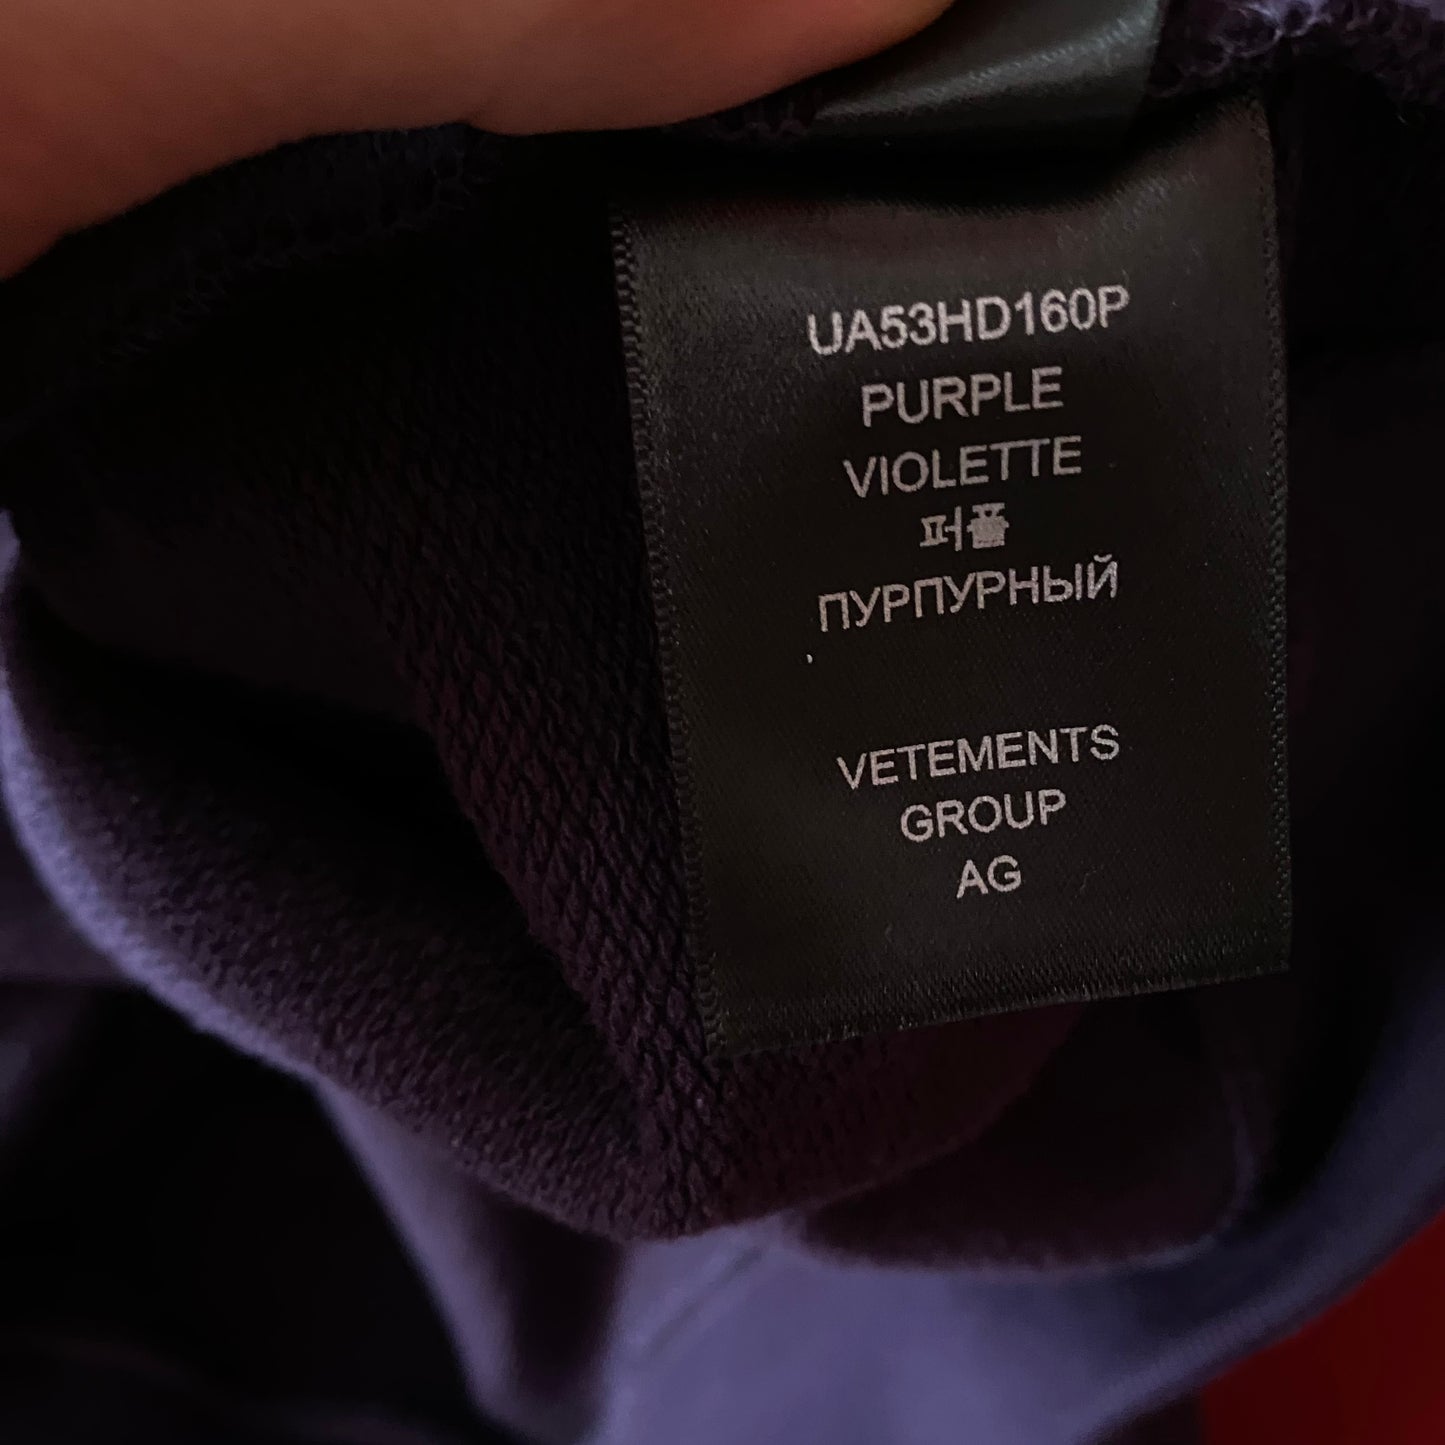 UA53HD160P
PURPLE
VIOLETTE
퍼플
ПУРПУРНЫЙ
VETEMENTS
GROUP
AG